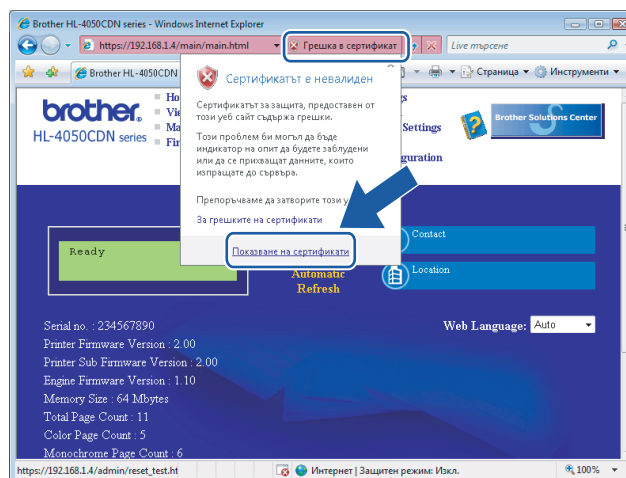 Brother HL-4050CDN series - Windows Internet Explorer
https://192.168.1.4/main/main.html
Грешка в сертификат
Live търсене
Brother HL-4050CDN
Страница
Инструменти
brother.
HL-4050CDN series
Ho
Vie
Ma
Fir
Settings
guration
Brother Solutions Center
Сертификатът е невалиден
Сертификатът за защита, предоставен от
този уеб сайт съдържа грешки.
Този проблем би могъл да бъде
индикатор на опит да бъдете заблудени
или да се прихващат данните, които
изпращате до сървъра.
Препоръчваме да затворите този у
За грешките на сертификати
Показване на сертификати
Ready
Automatic
Refresh
Contact
Location
Serial no. : 234567890
Web Language: Auto
Printer Firmware Version : 2.00
Printer Sub Firmware Version : 2.00
Engine Firmware Version : 1.10
Memory Size : 64 Mbytes
Total Page Count : 11
Color Page Count : 5
Monochrome Page Count : 6
https://192.168.1.4/admin/reset_test.ht
Интернет | Защитен режим: Изкл.
100%